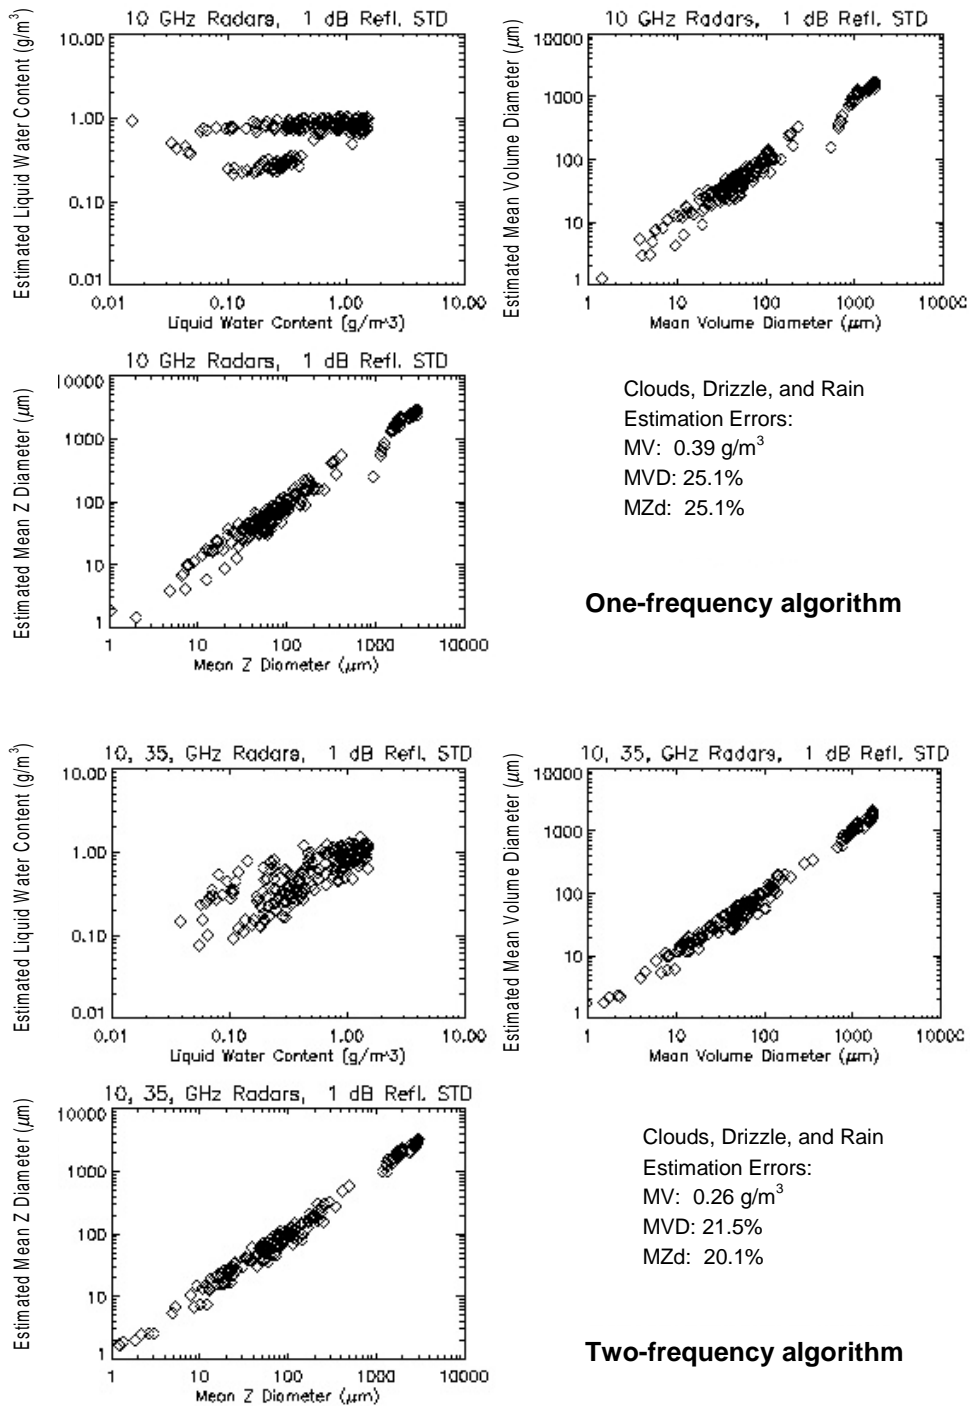 10 GHz Radars, 1 dB Refl. STD
Estimated Liquid Water Content (g/m³)
10.00
1.00
0.10
0.01
0.01 0.10 1.00 10.00
Liquid Water Content [g/m^3]
10 GHz Radars, 1 dB Refl. STD
Estimated Mean Volume Diameter (μm)
10000
1000
100
10
1
1 10 100 1000 10000
Mean Volume Diameter (μm)
10 GHz Radars, 1 dB Refl. STD
Estimated Mean Z Diameter (μm)
10000
1000
100
10
1
1 10 100 1000 10000
Mean Z Diameter (μm)
Clouds, Drizzle, and Rain
Estimation Errors:
MV: 0.39 g/m³
MVD: 25.1%
MZd: 25.1%
One-frequency algorithm
10, 35, GHz Radars, 1 dB Refl. STD
Estimated Liquid Water Content (g/m³)
10.00
1.00
0.10
0.01
0.01 0.10 1.00 10.00
Liquid Water Content [g/m^3]
10, 35, GHz Radars, 1 dB Refl. STD
Estimated Mean Volume Diameter (μm)
10000
1000
100
10
1
1 10 100 1000 10000
Mean Volume Diameter (μm)
10, 35, GHz Radars, 1 dB Refl. STD
Estimated Mean Z Diameter (μm)
10000
1000
100
10
1
1 10 100 1000 10000
Mean Z Diameter (μm)
Clouds, Drizzle, and Rain
Estimation Errors:
MV: 0.26 g/m³
MVD: 21.5%
MZd: 20.1%
Two-frequency algorithm